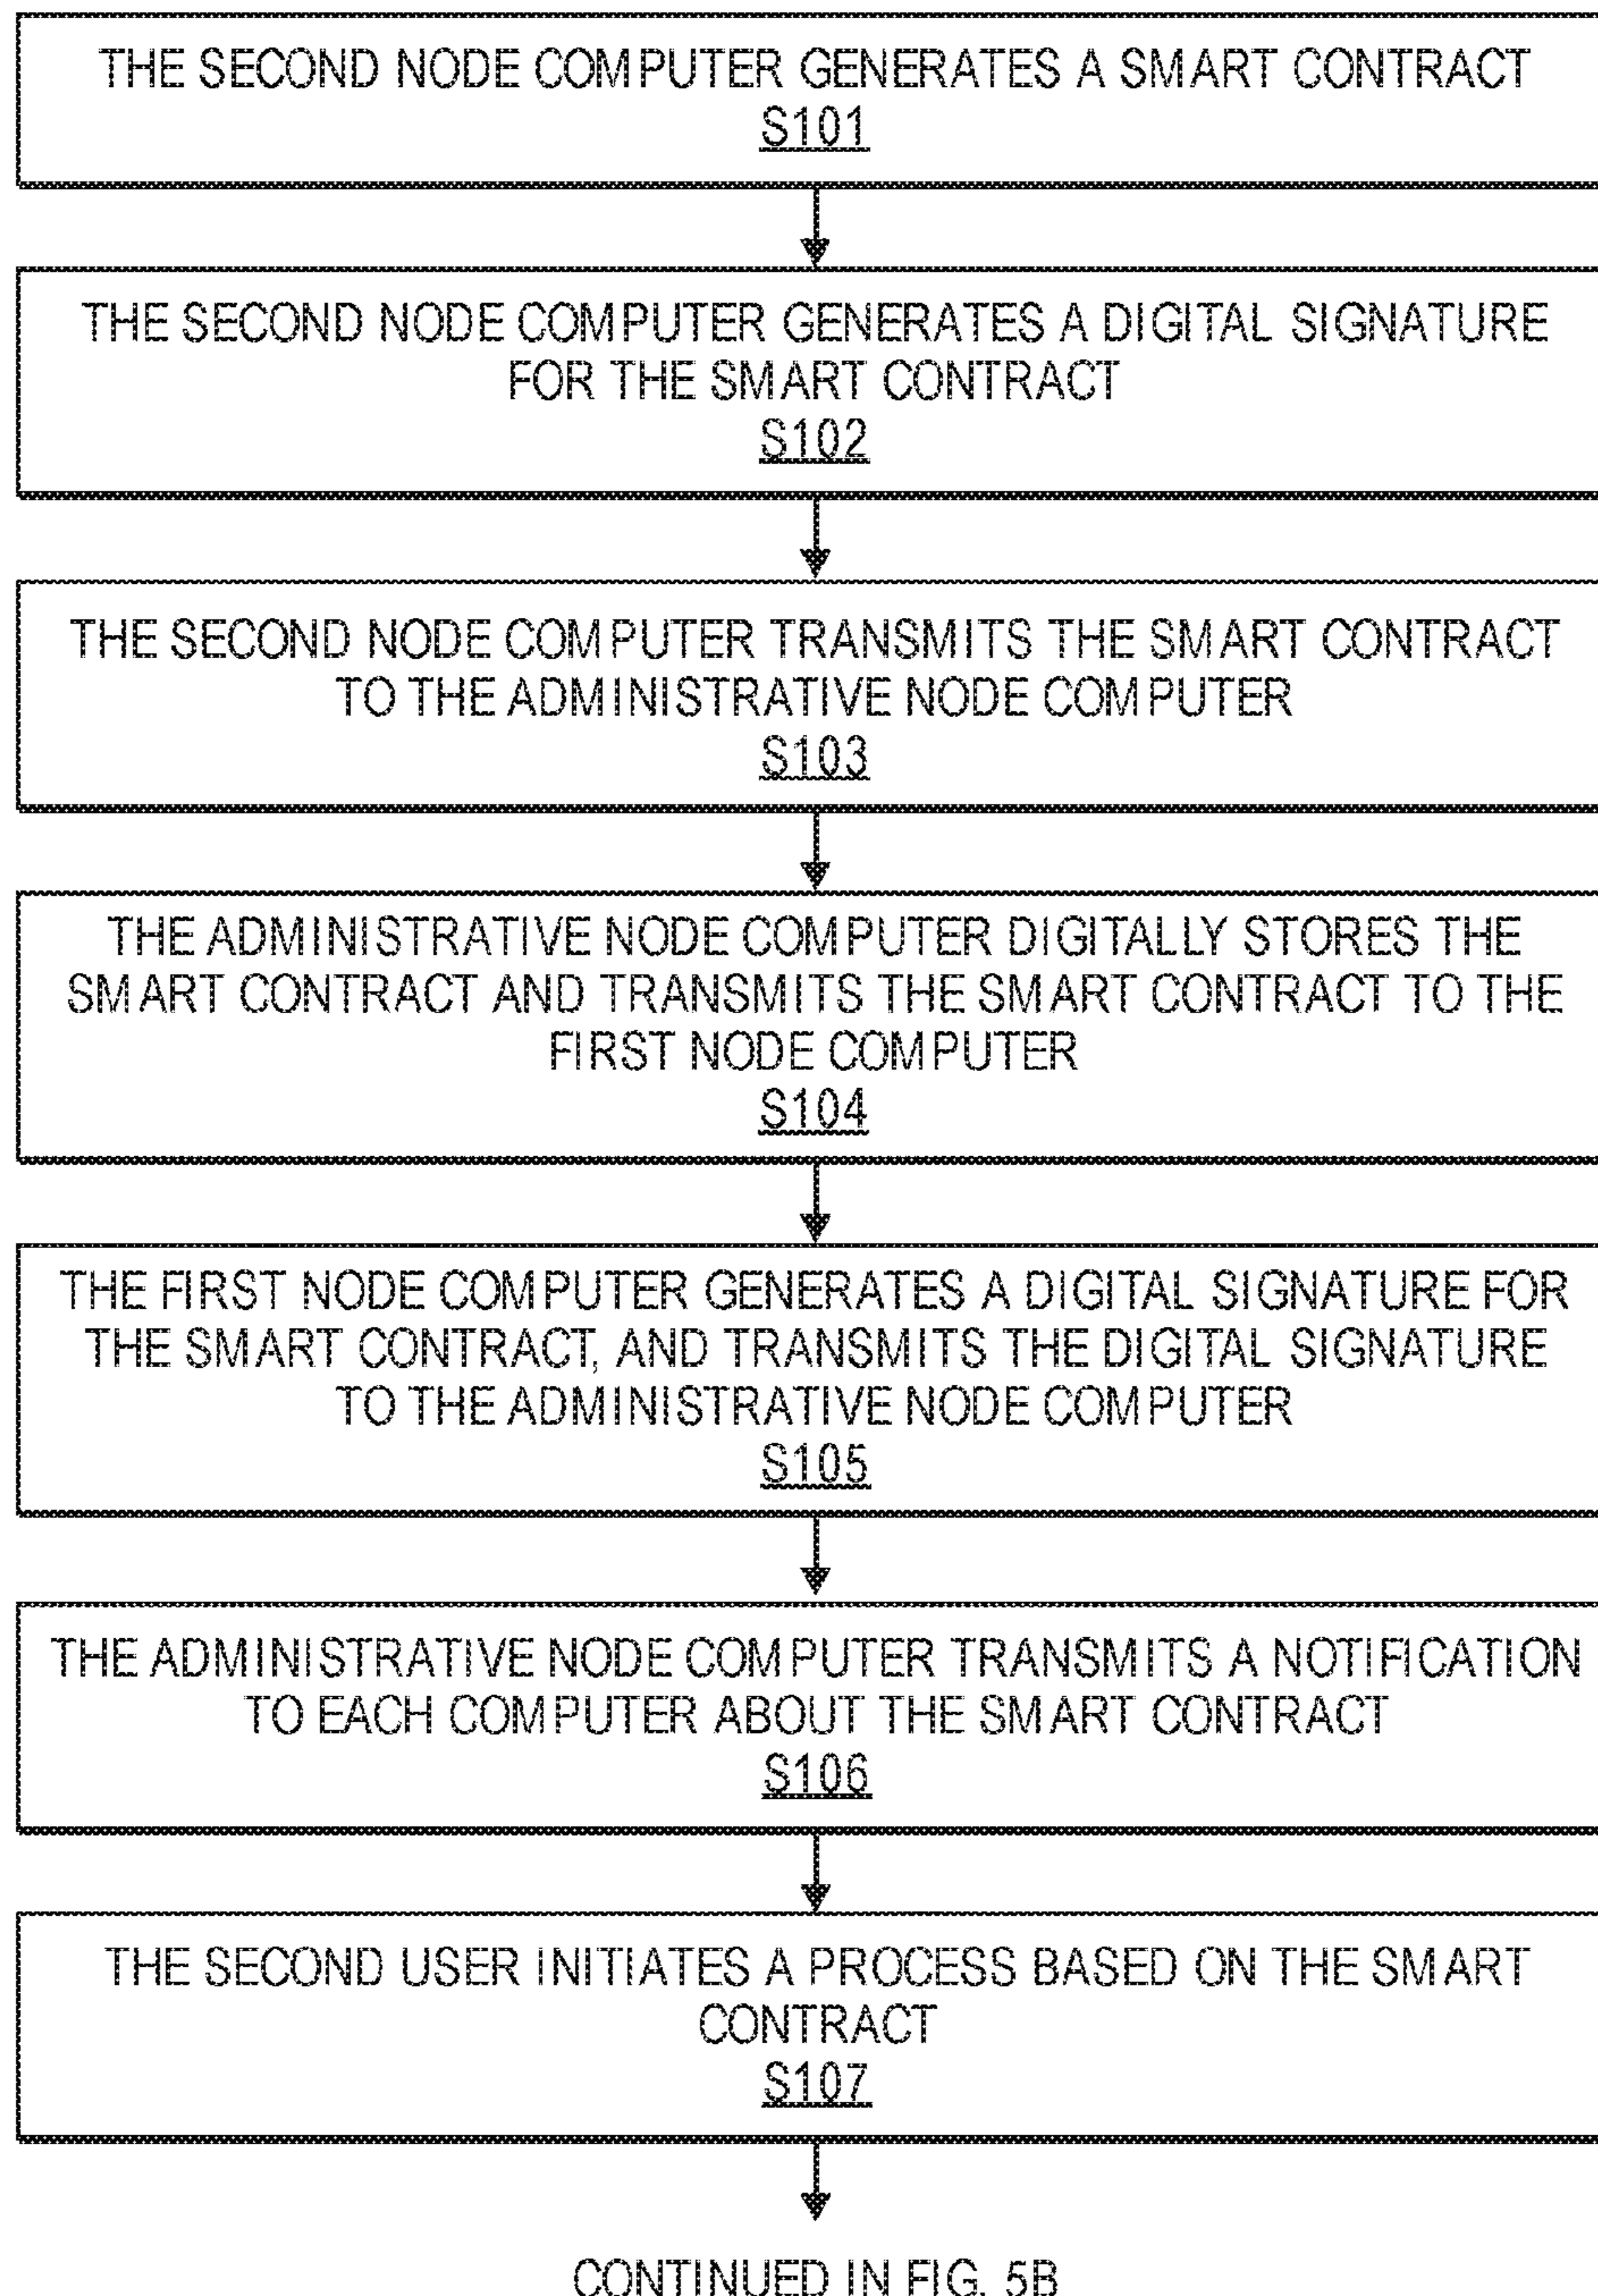 THE SECOND NODE COMPUTER GENERATES A SMART CONTRACT
S101
THE SECOND NODE COMPUTER GENERATES A DIGITAL SIGNATURE
FOR THE SMART CONTRACT
S102
THE SECOND NODE COMPUTER TRANSMITS THE SMART CONTRACT
TO THE ADMINISTRATIVE NODE COMPUTER
S103
THE ADMINISTRATIVE NODE COMPUTER DIGITALLY STORES THE
SMART CONTRACT AND TRANSMITS THE SMART CONTRACT TO THE
FIRST NODE COMPUTER
S104
THE FIRST NODE COMPUTER GENERATES A DIGITAL SIGNATURE FOR
THE SMART CONTRACT, AND TRANSMITS THE DIGITAL SIGNATURE
TO THE ADMINISTRATIVE NODE COMPUTER
S105
THE ADMINISTRATIVE NODE COMPUTER TRANSMITS A NOTIFICATION
TO EACH COMPUTER ABOUT THE SMART CONTRACT
S106
THE SECOND USER INITIATES A PROCESS BASED ON THE SMART
CONTRACT
S107
CONTINUED IN FIG. 5B